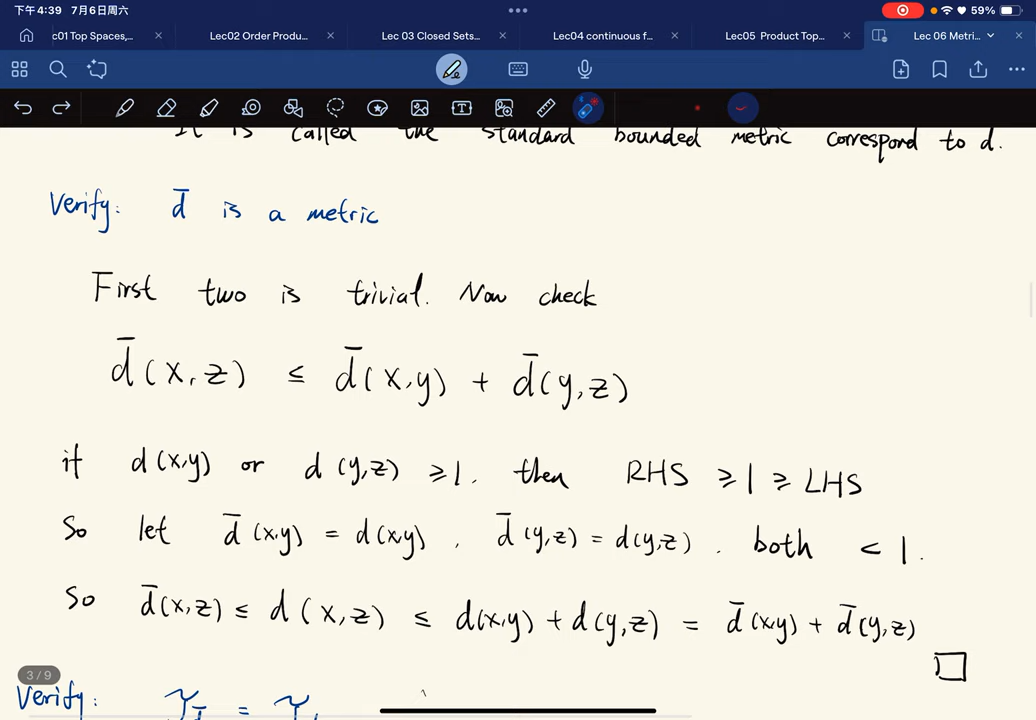 下午4:39 7月6日周六
59%
c01 Top Spaces,...
Lec02 Order Produ...
Lec 03 Closed Sets...
Lec04 continuous f...
Lec05 Product Top...
Lec 06 Metri...
It is called the standard bounded metric correspond to d.
Verify: d̄ is a metric
First two is trivial. Now check
d̄(x,z) ≤ d̄(x,y) + d̄(y,z)
if d(x,y) or d(y,z) ≥1. then RHS ≥1 ≥ LHS
So let d̄(x,y) = d(x,y), d̄(y,z) = d(y,z). both < 1.
So d̄(x,z) ≤ d(x,z) ≤ d(x,y) + d(y,z) = d̄(x,y) + d̄(y,z)
□
3/9
Verify: